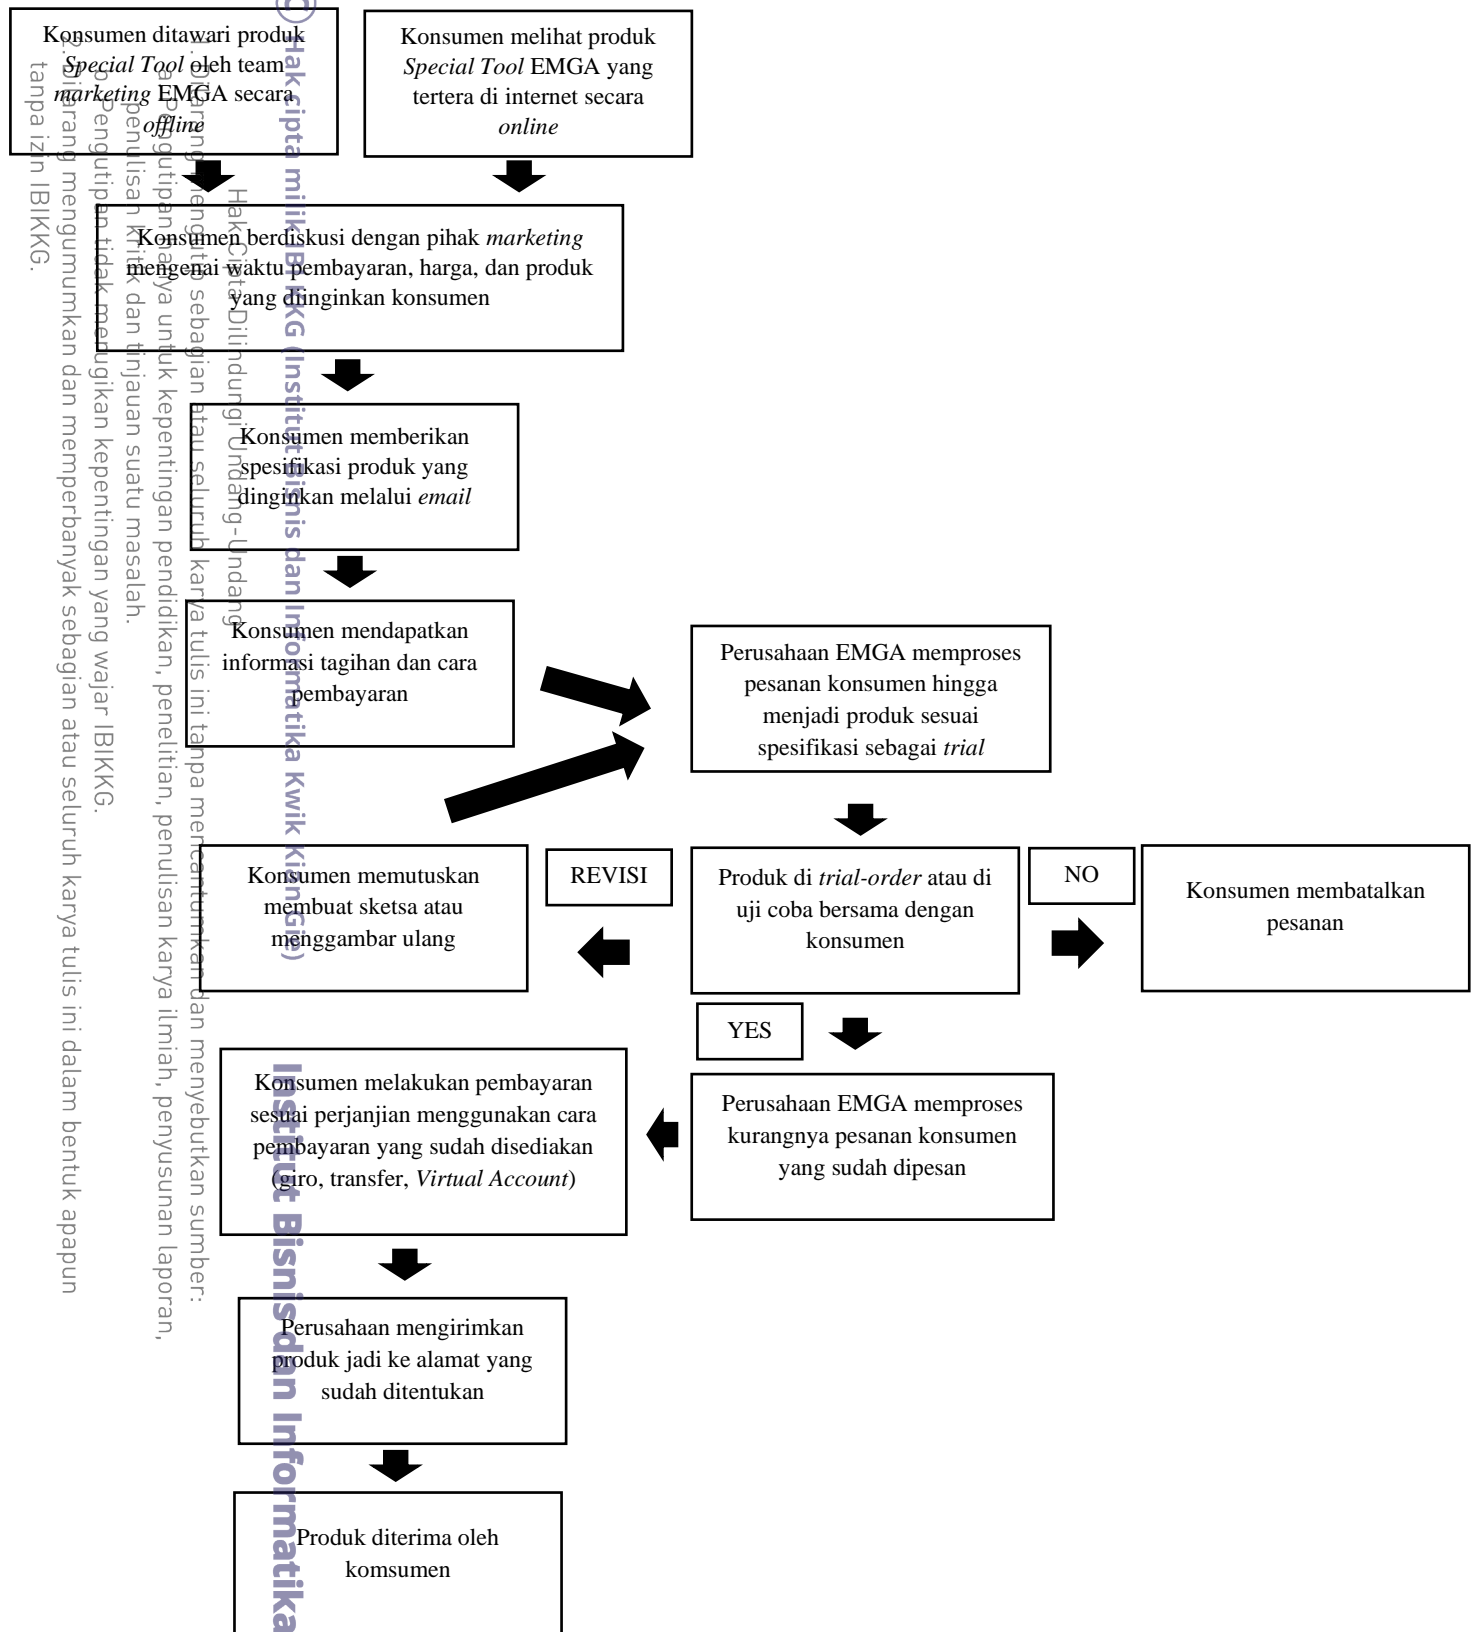 Konsumen ditawari produk
Special Tool oleh team
marketing EMGA secara
offline
Konsumen melihat produk
Special Tool EMGA yang
tertera di internet secara
online
Konsumen berdiskusi dengan pihak marketing
mengenai waktu pembayaran, harga, dan produk
yang diinginkan konsumen
Konsumen memberikan
spesifikasi produk yang
dinginkan melalui email
Konsumen mendapatkan
informasi tagihan dan cara
pembayaran
Perusahaan EMGA memproses
pesanan konsumen hingga
menjadi produk sesuai
spesifikasi sebagai trial
Konsumen memutuskan
membuat sketsa atau
menggambar ulang
REVISI
Produk di trial-order atau di
uji coba bersama dengan
konsumen
NO
Konsumen membatalkan
pesanan
YES
Konsumen melakukan pembayaran
sesuai perjanjian menggunakan cara
pembayaran yang sudah disediakan
(giro, transfer, Virtual Account)
Perusahaan EMGA memproses
kurangnya pesanan konsumen
yang sudah dipesan
Perusahaan mengirimkan
produk jadi ke alamat yang
sudah ditentukan
Produk diterima oleh
komsumen
© Hak cipta milik IBI KKG (Institut Bisnis dan Informatika Kwik Kian Gie)
Institut Bisnis dan Informatika
Hak Cipta Dilindungi Undang-Undang
1. Dilarang mengutip sebagian atau seluruh karya tulis ini tanpa mencantumkan dan menyebutkan sumber:
a. Pengutipan hanya untuk kepentingan pendidikan, penelitian, penulisan karya ilmiah, penyusunan laporan,
penulisan kritik dan tinjauan suatu masalah.
b. Pengutipan tidak merugikan kepentingan yang wajar IBIKKG.
2. Dilarang mengumumkan dan memperbanyak sebagian atau seluruh karya tulis ini dalam bentuk apapun
tanpa izin IBIKKG.